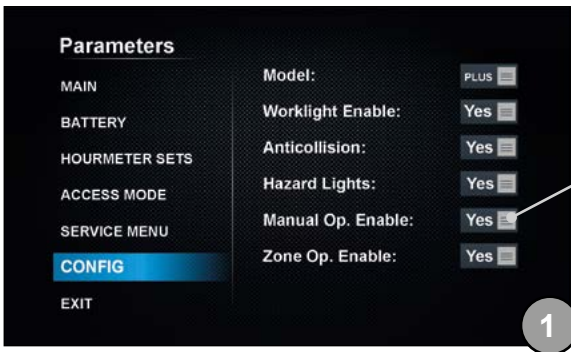 Parameters
MAIN
BATTERY
HOURMETER SETS
ACCESS MODE
SERVICE MENU
CONFIG
EXIT
Model: PLUS
Worklight Enable: Yes
Anticollision: Yes
Hazard Lights: Yes
Manual Op. Enable: Yes
Zone Op. Enable: Yes
1